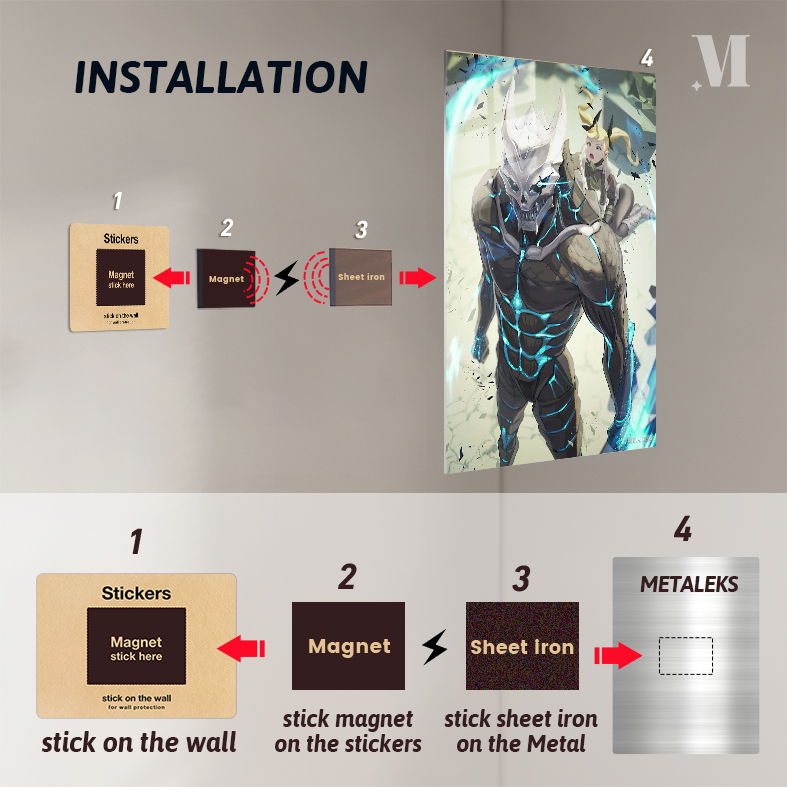 INSTALLATION
M
4
1
2
3
Stickers
Magnet
stick here
stick on the wall
for wall protection
Magnet
Sheet iron
1
2
3
4
Stickers
Magnet
stick here
stick on the wall
for wall protection
Magnet
Sheet iron
METALEKS
stick on the wall
stick magnet
on the stickers
stick sheet iron
on the Metal